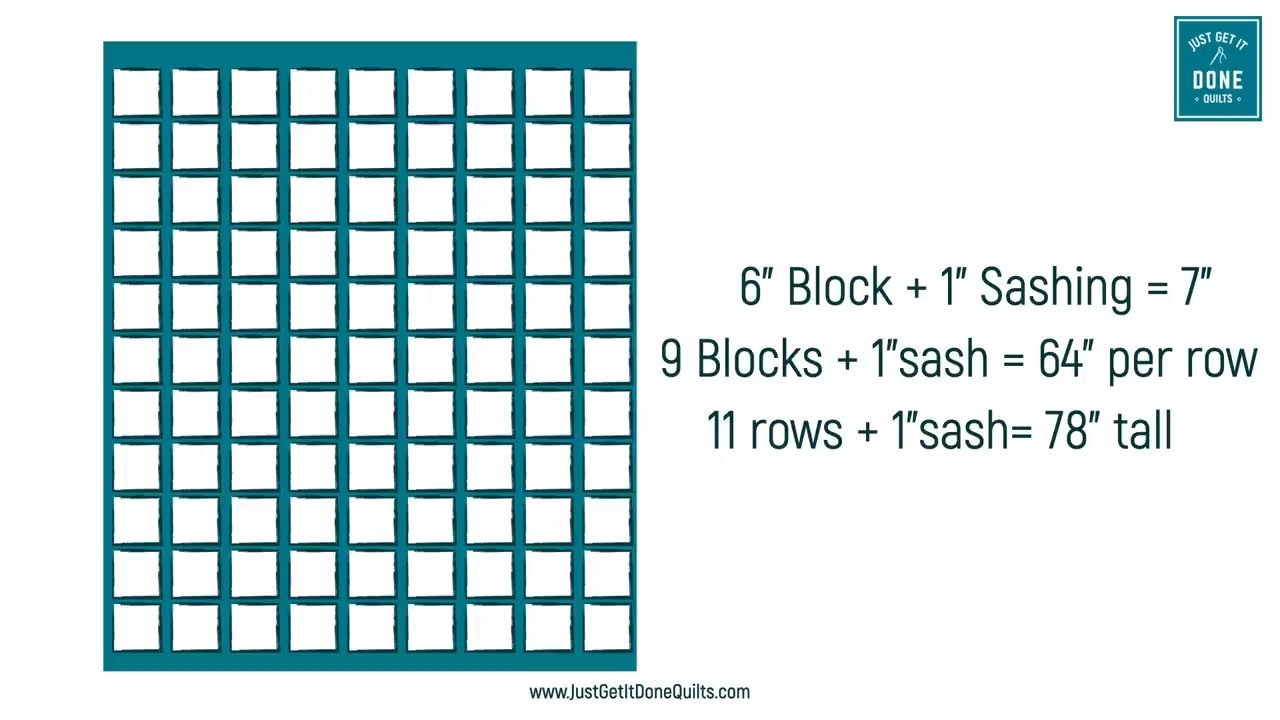 JUST GET IT
DONE
QUILTS
6” Block + 1” Sashing = 7”
9 Blocks + 1”sash = 64” per row
11 rows + 1”sash= 78” tall
www.JustGetItDoneQuilts.com